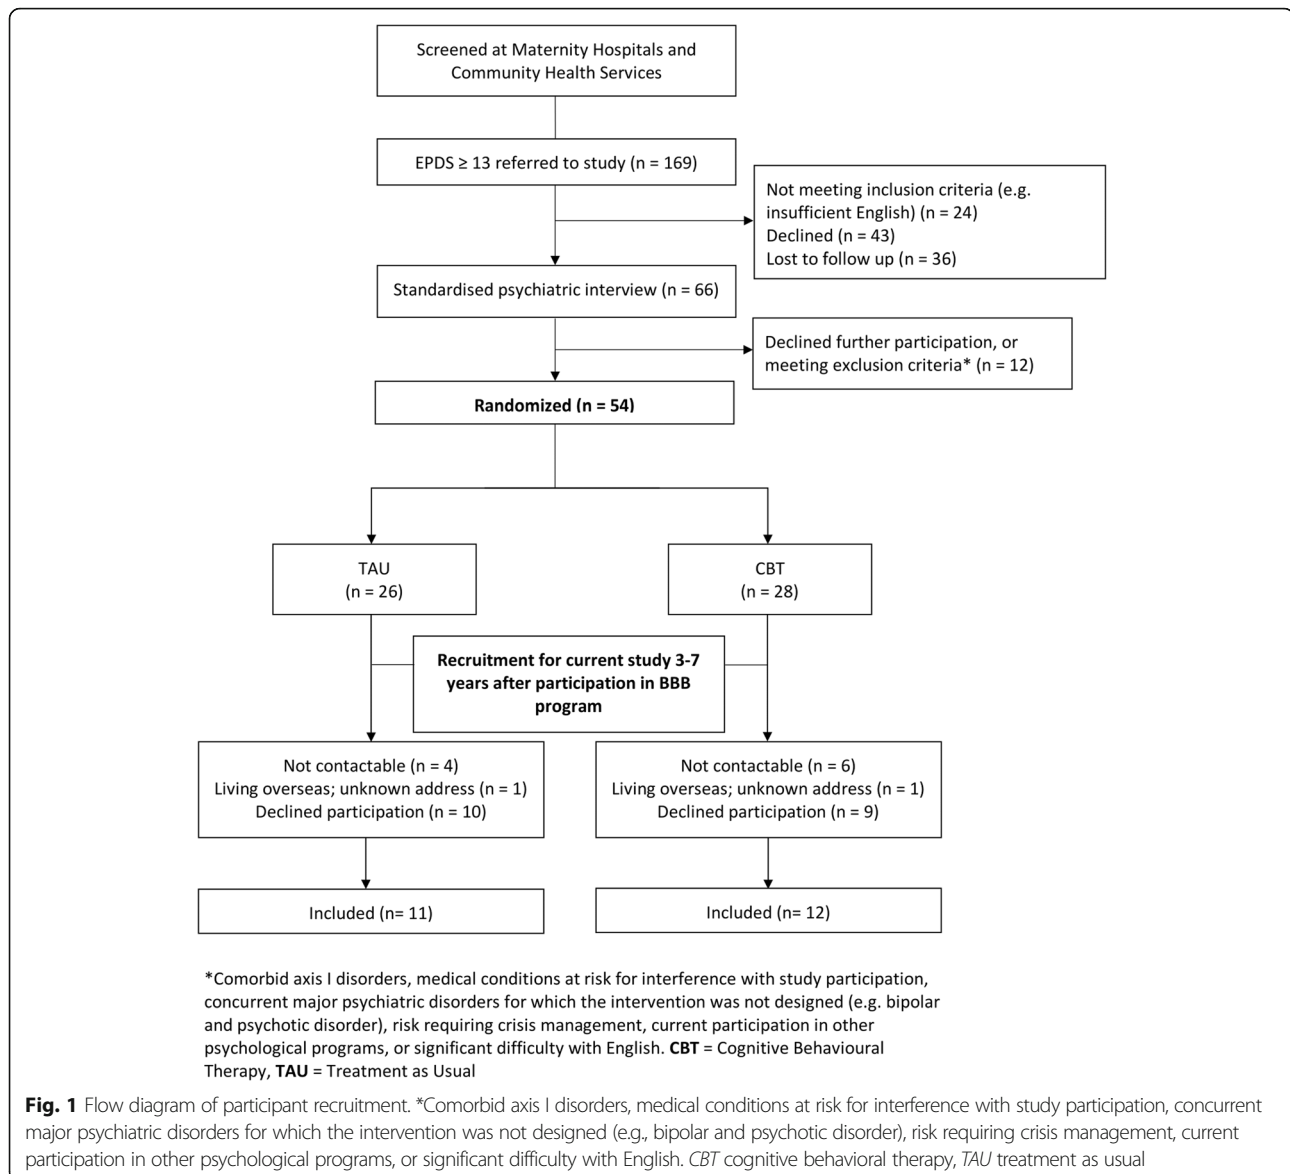 Screened at Maternity Hospitals and
Community Health Services
EPDS ≥ 13 referred to study (n = 169)
Not meeting inclusion criteria (e.g.
insufficient English) (n = 24)
Declined (n = 43)
Lost to follow up (n = 36)
Standardised psychiatric interview (n = 66)
Declined further participation, or
meeting exclusion criteria* (n = 12)
Randomized (n = 54)
TAU
(n = 26)
CBT
(n = 28)
Recruitment for current study 3-7
years after participation in BBB
program
Not contactable (n = 4)
Living overseas; unknown address (n = 1)
Declined participation (n = 10)
Not contactable (n = 6)
Living overseas; unknown address (n = 1)
Declined participation (n = 9)
Included (n= 11)
Included (n= 12)
*Comorbid axis I disorders, medical conditions at risk for interference with study participation,
concurrent major psychiatric disorders for which the intervention was not designed (e.g. bipolar
and psychotic disorder), risk requiring crisis management, current participation in other
psychological programs, or significant difficulty with English. CBT = Cognitive Behavioural
Therapy, TAU = Treatment as Usual
Fig. 1 Flow diagram of participant recruitment. *Comorbid axis I disorders, medical conditions at risk for interference with study participation, concurrent
major psychiatric disorders for which the intervention was not designed (e.g., bipolar and psychotic disorder), risk requiring crisis management, current
participation in other psychological programs, or significant difficulty with English. CBT cognitive behavioral therapy, TAU treatment as usual